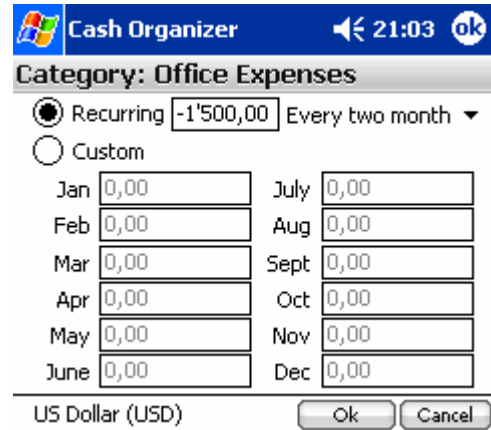 Cash Organizer 21:03 ok
Category: Office Expenses
Recurring -1'500,00 Every two month
Custom
Jan 0,00 July 0,00
Feb 0,00 Aug 0,00
Mar 0,00 Sept 0,00
Apr 0,00 Oct 0,00
May 0,00 Nov 0,00
June 0,00 Dec 0,00
US Dollar (USD) Ok Cancel